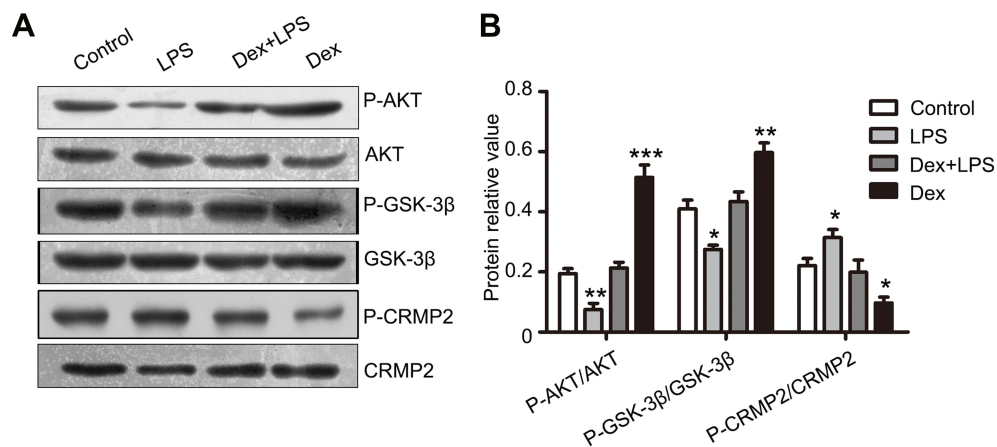 A
Control LPS Dex+LPS Dex
P-AKT
AKT
P-GSK-3β
GSK-3β
P-CRMP2
CRMP2
B
Protein relative value
0.8
0.6
0.4
0.2
0
** *** * ** * *
P-AKT/AKT
P-GSK-3β/GSK-3β
P-CRMP2/CRMP2
Control
LPS
Dex+LPS
Dex